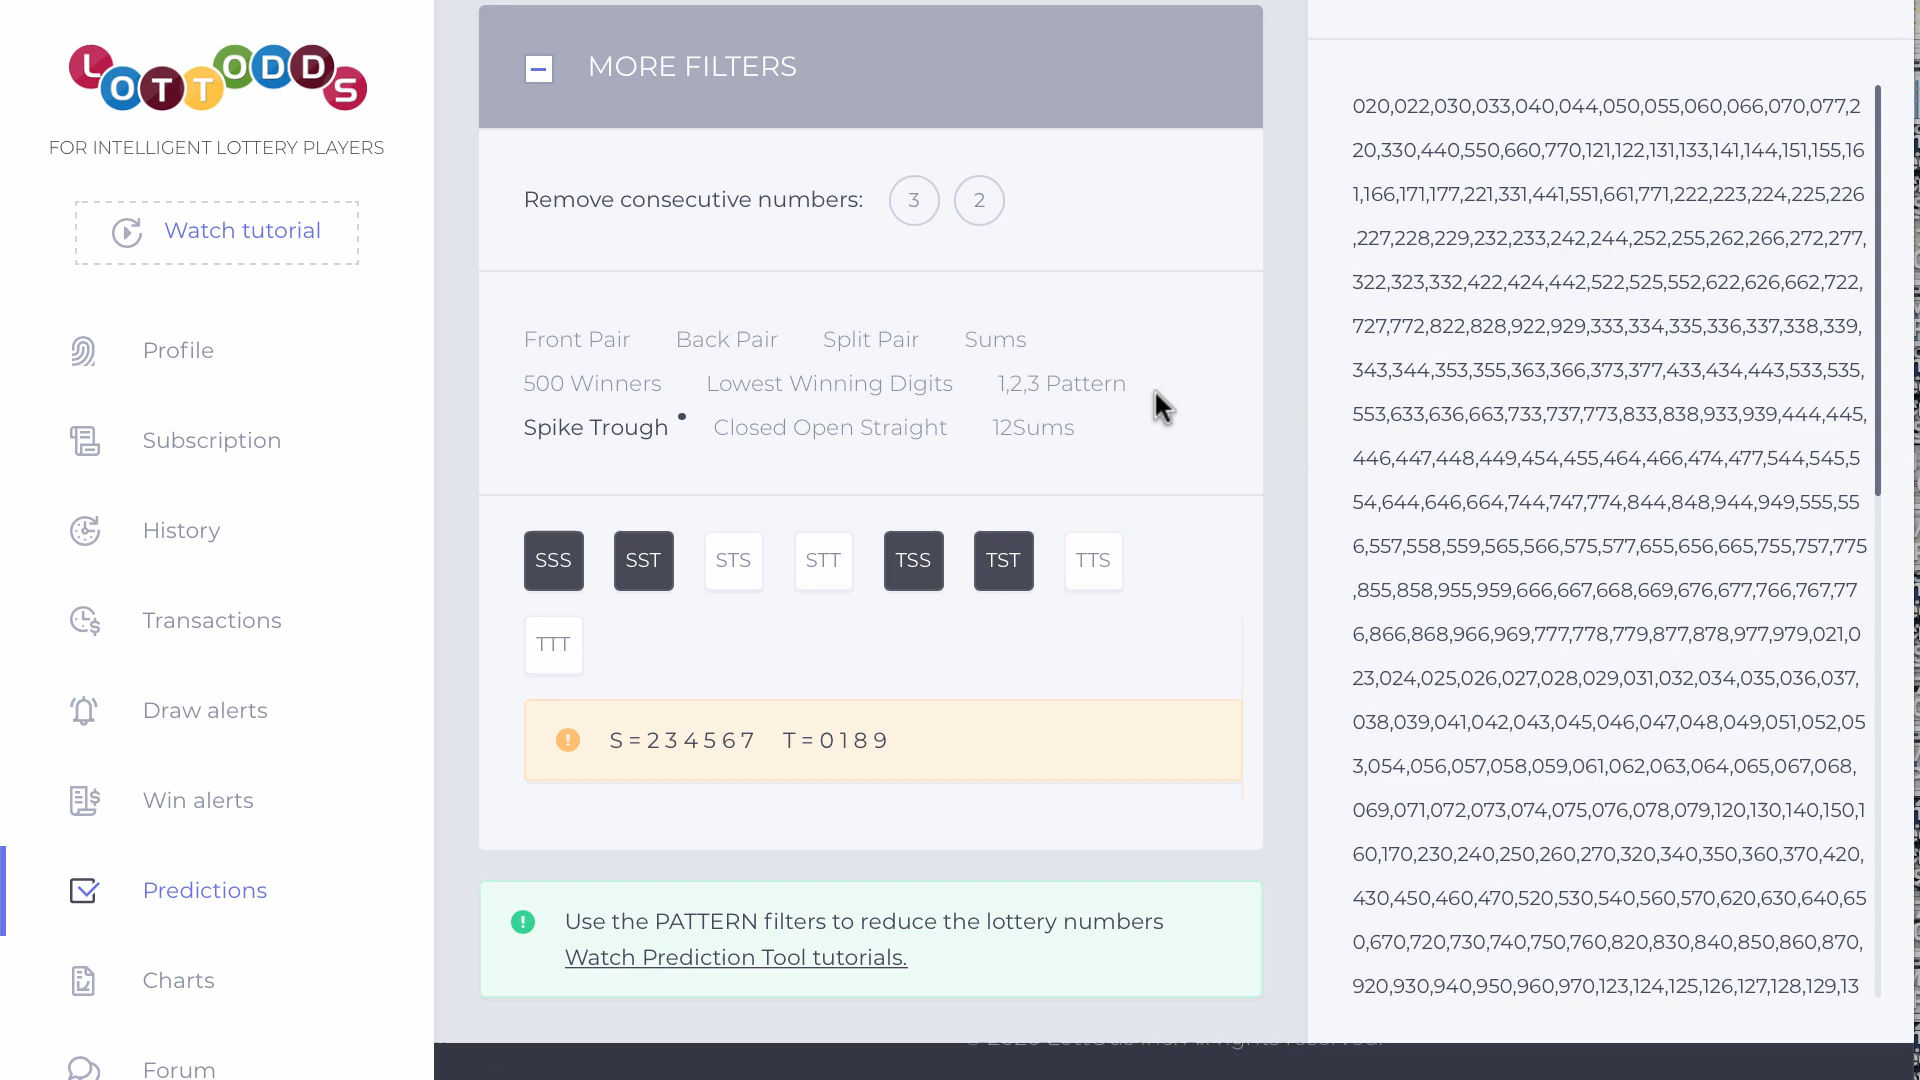 LOTTODDS
FOR INTELLIGENT LOTTERY PLAYERS
Watch tutorial
Profile
Subscription
History
Transactions
Draw alerts
Win alerts
Predictions
Charts
Forum
MORE FILTERS
Remove consecutive numbers: 3 2
Front Pair Back Pair Split Pair Sums
500 Winners Lowest Winning Digits 1,2,3 Pattern
Spike Trough Closed Open Straight 12Sums
SSS SST STS STT TSS TST TTS
TTT
S = 2 3 4 5 6 7 T = 0 1 8 9
Use the PATTERN filters to reduce the lottery numbers
Watch Prediction Tool tutorials.
020,022,030,033,040,044,050,055,060,066,070,077,2
20,330,440,550,660,770,121,122,131,133,141,144,151,155,16
1,166,171,177,221,331,441,551,661,771,222,223,224,225,226
,227,228,229,232,233,242,244,252,255,262,266,272,277,
322,323,332,422,424,442,522,525,552,622,626,662,722,
727,772,822,828,922,929,333,334,335,336,337,338,339,
343,344,353,355,363,366,373,377,433,434,443,533,535,
553,633,636,663,733,737,773,833,838,933,939,444,445,
446,447,448,449,454,455,464,466,474,477,544,545,5
54,644,646,664,744,747,774,844,848,944,949,555,55
6,557,558,559,565,566,575,577,655,656,665,755,757,775
,855,858,955,959,666,667,668,669,676,677,766,767,77
6,866,868,966,969,777,778,779,877,878,977,979,021,0
23,024,025,026,027,028,029,031,032,034,035,036,037,
038,039,041,042,043,045,046,047,048,049,051,052,05
3,054,056,057,058,059,061,062,063,064,065,067,068,
069,071,072,073,074,075,076,078,079,120,130,140,150,1
60,170,230,240,250,260,270,320,340,350,360,370,420,
430,450,460,470,520,530,540,560,570,620,630,640,65
0,670,720,730,740,750,760,820,830,840,850,860,870,
920,930,940,950,960,970,123,124,125,126,127,128,129,13